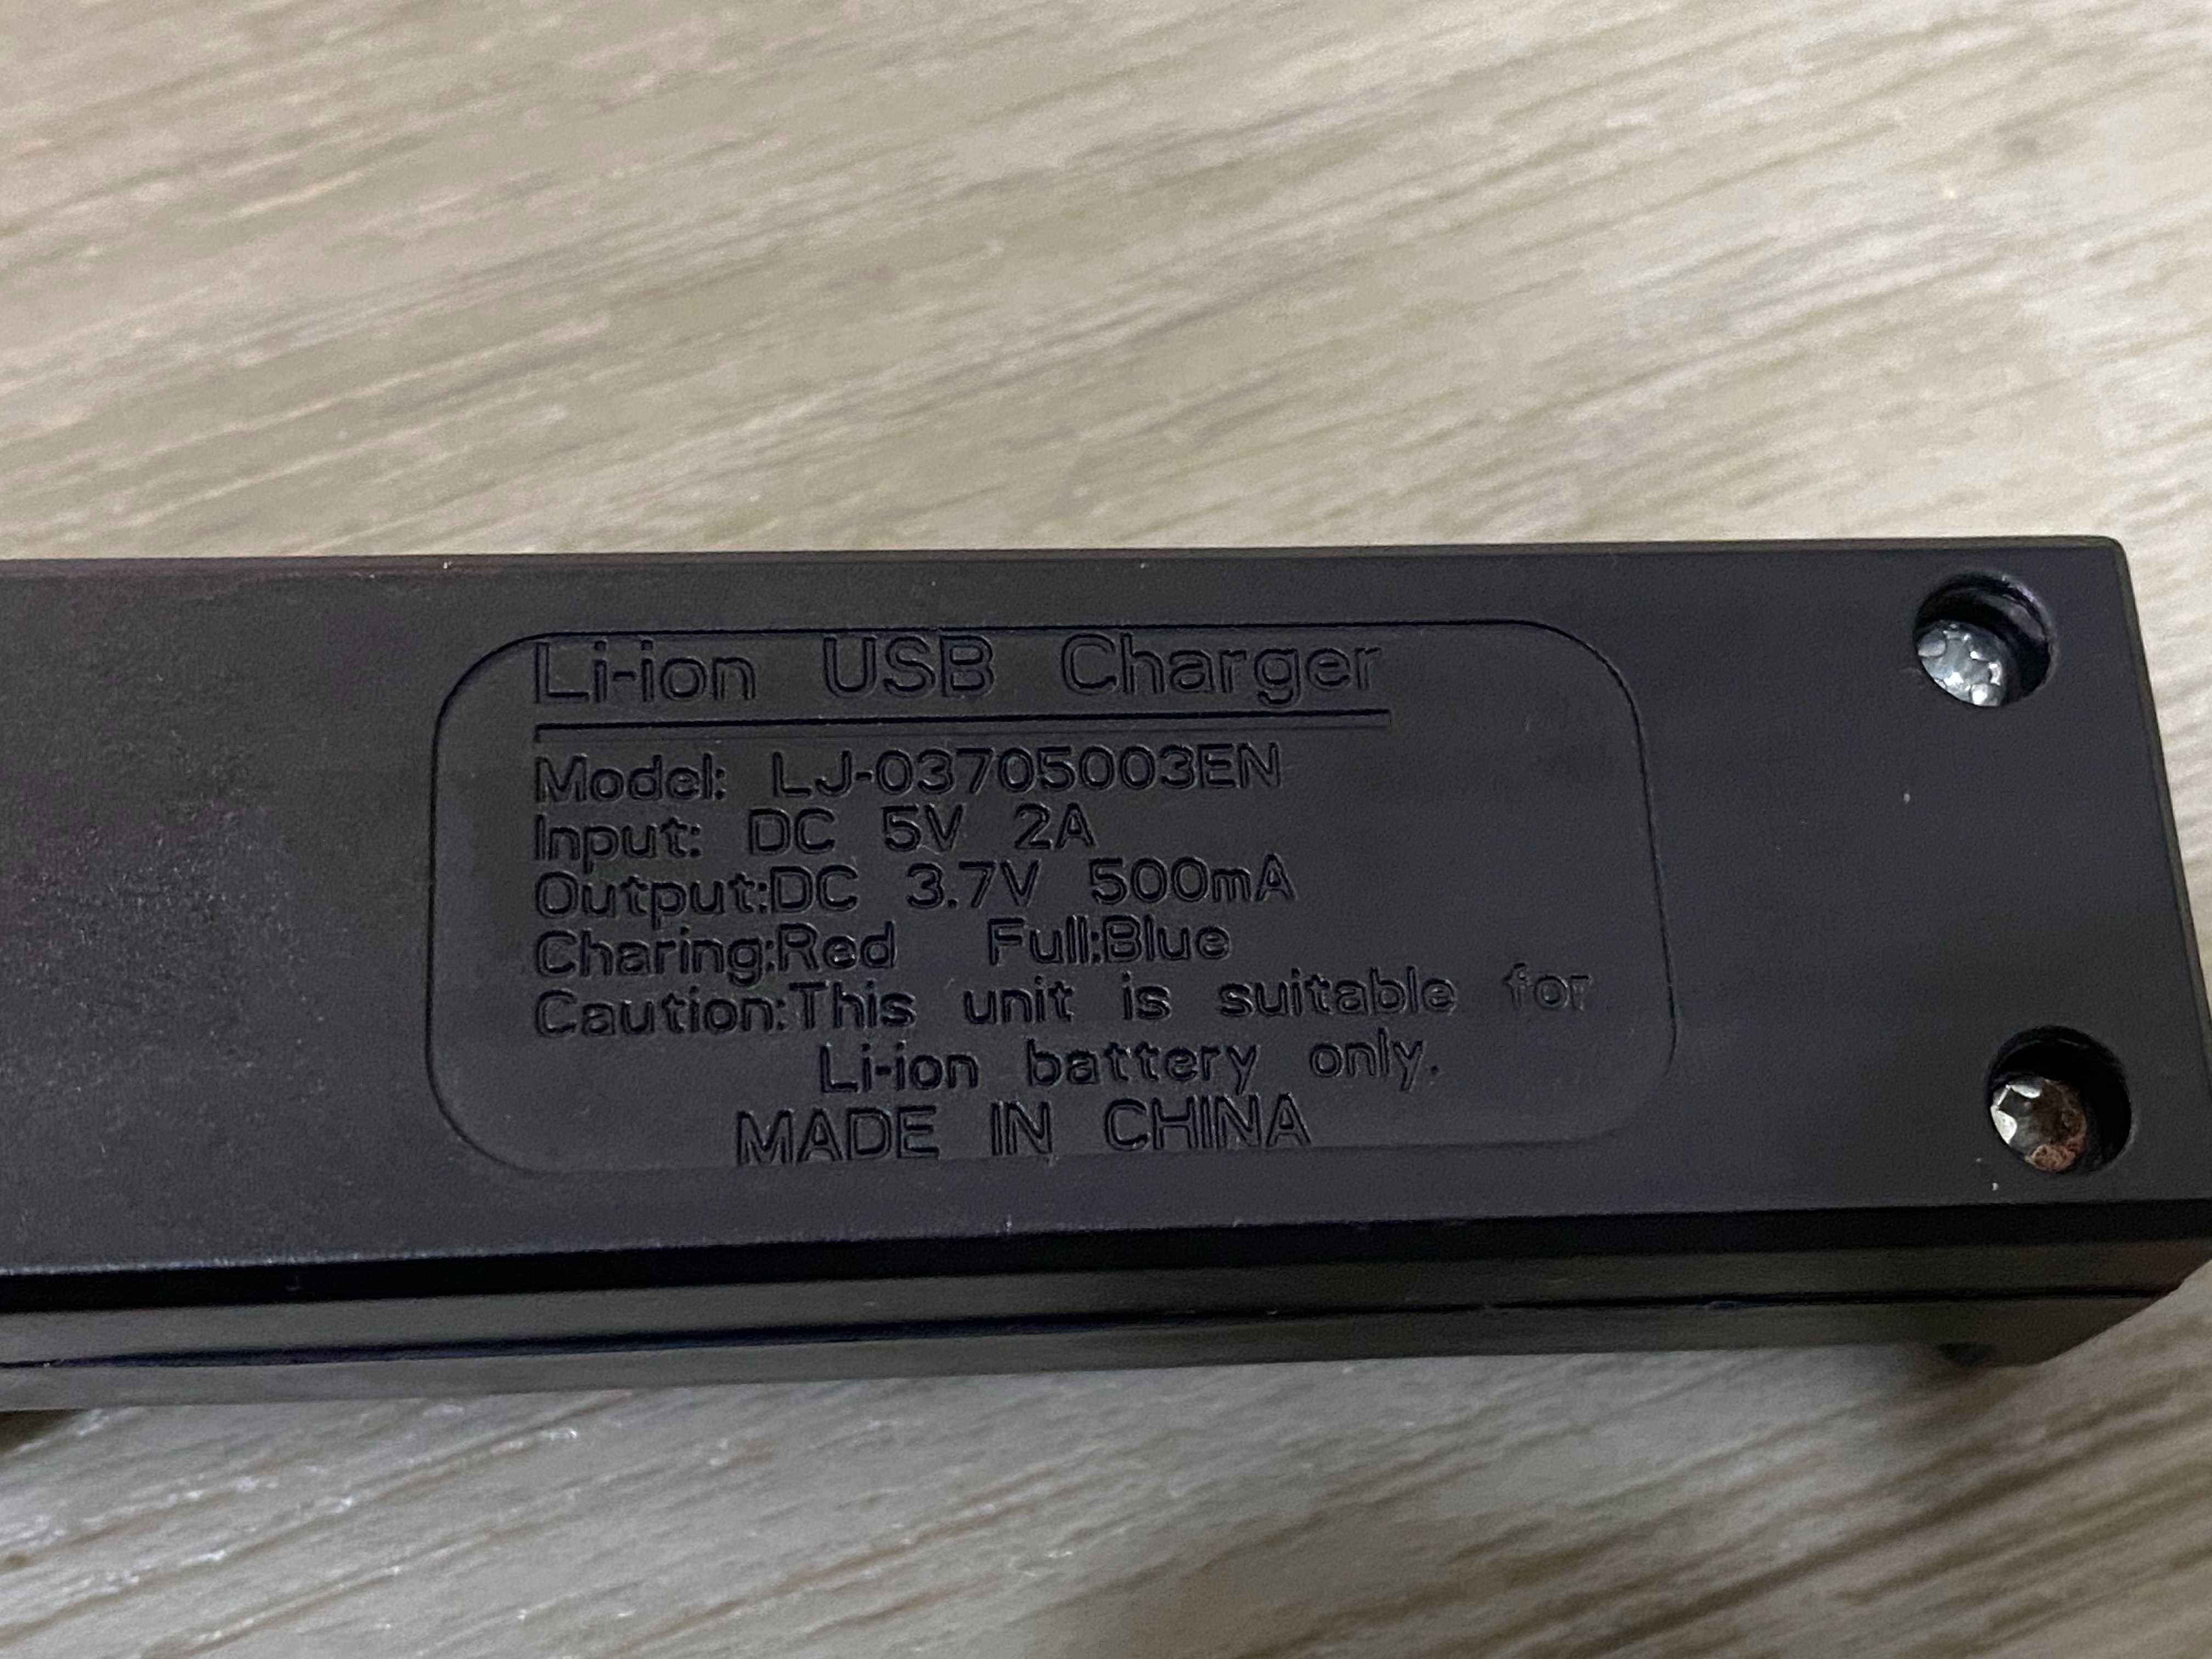 Li-ion USB Charger
Model: LJ-03705003EN
Input: DC 5V 2A
Output:DC 3.7V 500mA
Charing:Red Full:Blue
Caution:This unit is suitable for
Li-ion battery only.
MADE IN CHINA